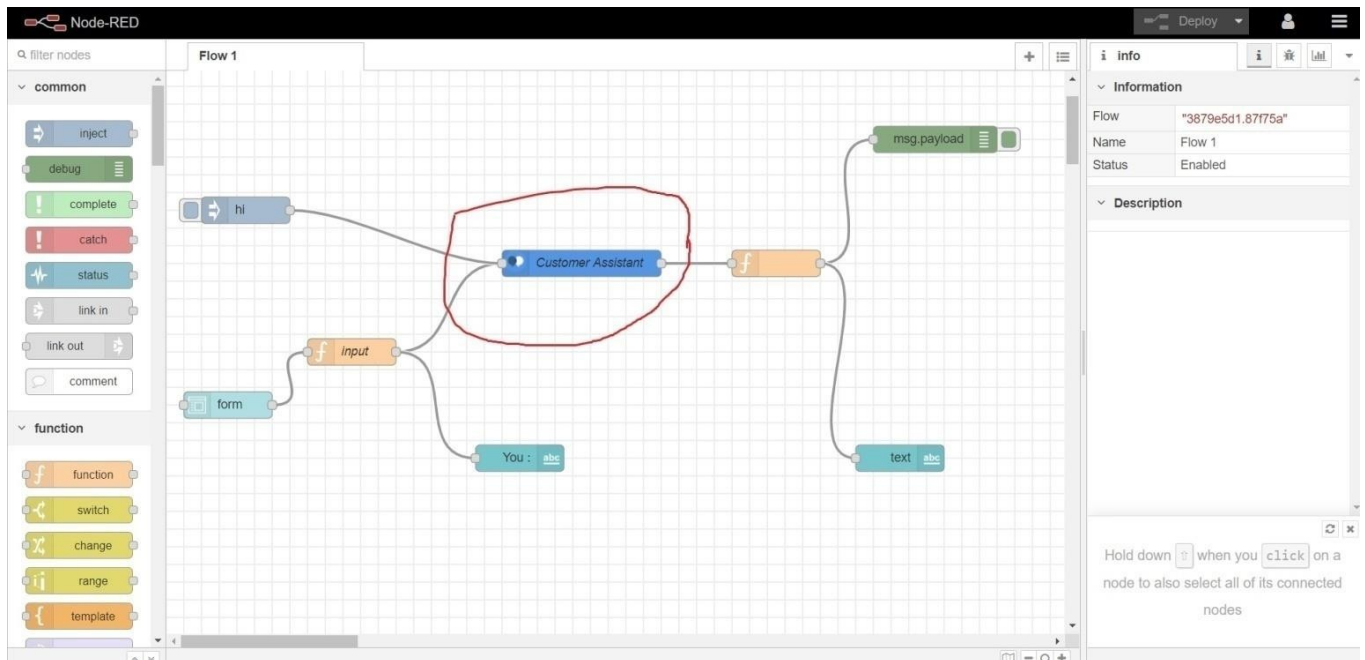 Node-RED
Deploy
filter nodes
Flow 1
info
i
common
inject
debug
complete
catch
status
link in
link out
comment
function
function
switch
change
range
template
hi
Customer Assistant
msg.payload
input
form
You :
abc
text
abc
Information
Flow "3879e5d1.87f75a"
Name Flow 1
Status Enabled
Description
Hold down ⇧ when you click on a
node to also select all of its connected
nodes